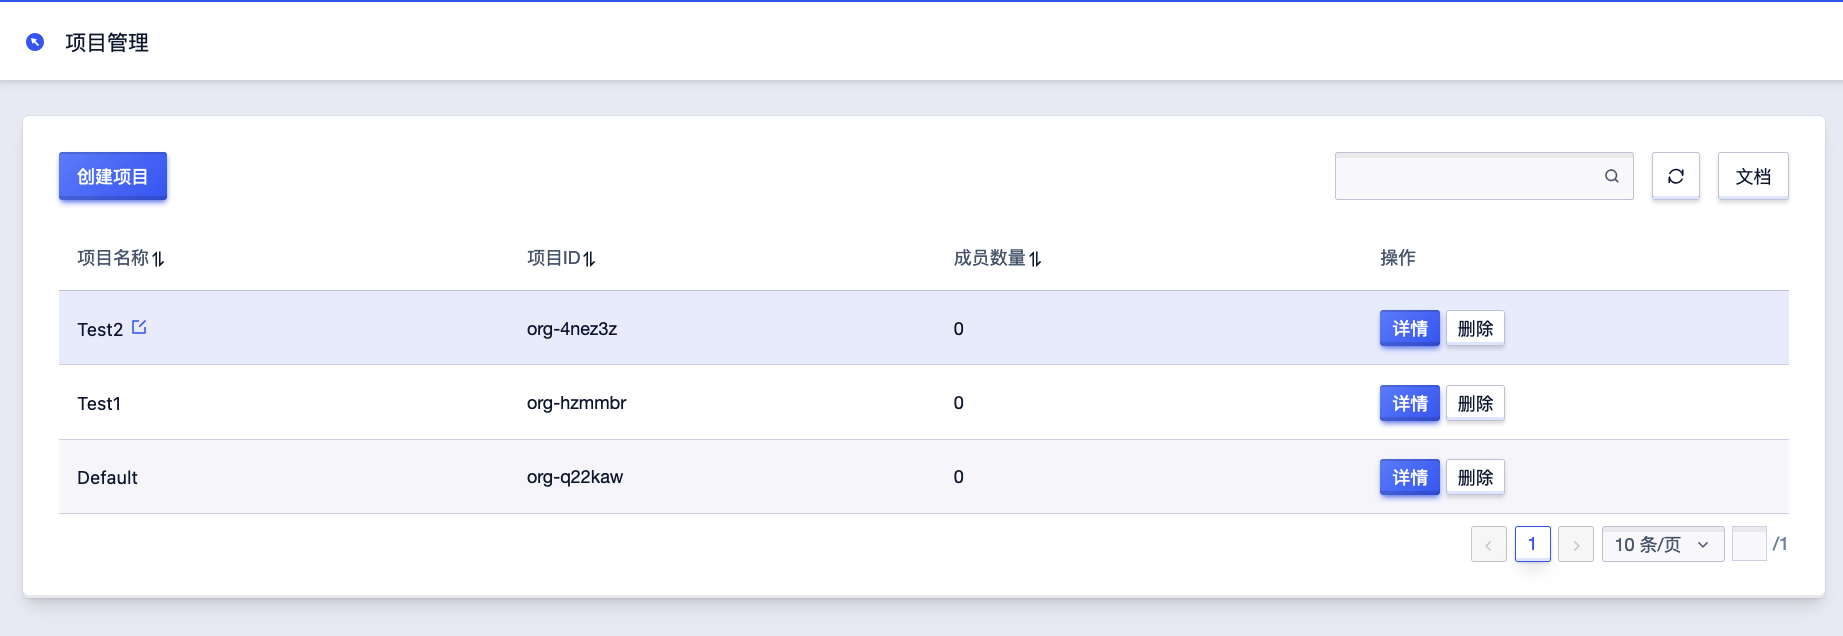 项目管理
创建项目
文档
项目名称 项目ID 成员数量 操作
Test2 org-4nez3z 0 详情 删除
Test1 org-hzmmbr 0 详情 删除
Default org-q22kaw 0 详情 删除
1 10 条/页 /1